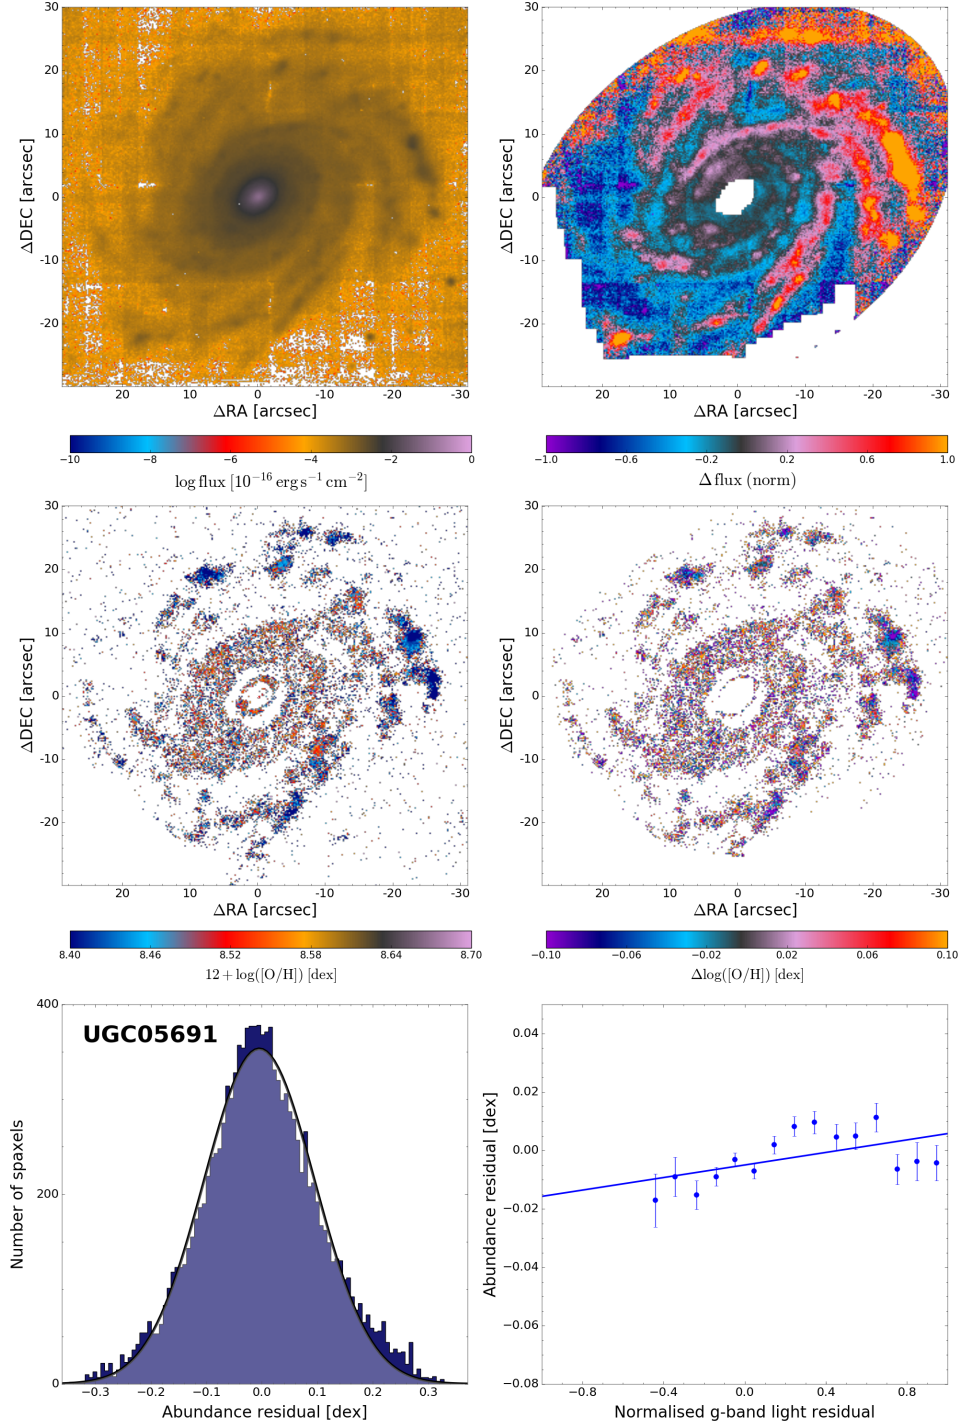 30
20
10
0
-10
-20
ΔDEC [arcsec]
20 10 0 -10 -20 -30
ΔRA [arcsec]
-10 -8 -6 -4 -2 0
log flux [10⁻¹⁶ erg s⁻¹ cm⁻²]
30
20
10
0
-10
-20
ΔDEC [arcsec]
20 10 0 -10 -20 -30
ΔRA [arcsec]
−1.0 −0.6 −0.2 0.2 0.6 1.0
Δ flux (norm)
30
20
10
0
-10
-20
ΔDEC [arcsec]
20 10 0 -10 -20 -30
ΔRA [arcsec]
8.40 8.46 8.52 8.58 8.64 8.70
12 + log([O/H]) [dex]
30
20
10
0
-10
-20
ΔDEC [arcsec]
20 10 0 -10 -20 -30
ΔRA [arcsec]
−0.10 −0.06 −0.02 0.02 0.06 0.10
Δlog([O/H]) [dex]
UGC05691
400
200
0
Number of spaxels
−0.3 −0.2 −0.1 0.0 0.1 0.2 0.3
Abundance residual [dex]
0.04
0.02
0.00
−0.02
−0.04
−0.06
−0.08
Abundance residual [dex]
−0.8 −0.4 0.0 0.4 0.8
Normalised g-band light residual